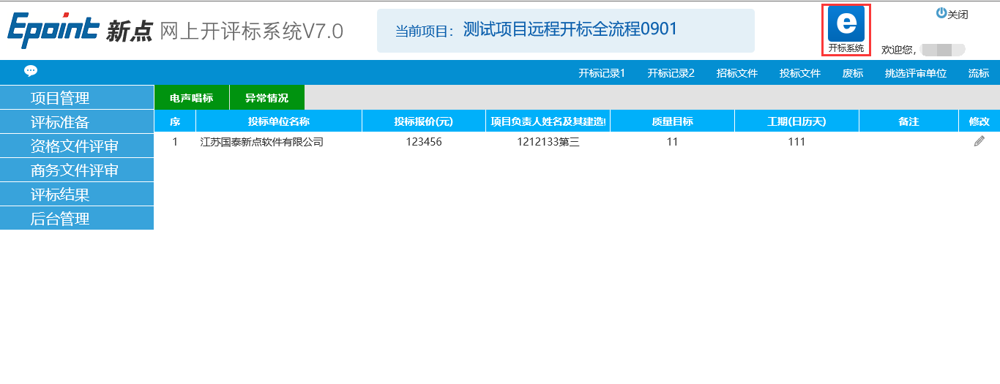 Epoint 新点 网上开评标系统V7.0
当前项目： 测试项目远程开标全流程0901
e
开标系统
关闭
欢迎您，
开标记录1 开标记录2 招标文件 投标文件 废标 挑选评审单位 流标
项目管理
评标准备
资格文件评审
商务文件评审
评标结果
后台管理
电声唱标 异常情况
序 投标单位名称 投标报价(元) 项目负责人姓名及其建造 质量目标 工期(日历天) 备注 修改
1 江苏国泰新点软件有限公司 123456 1212133第三 11 111